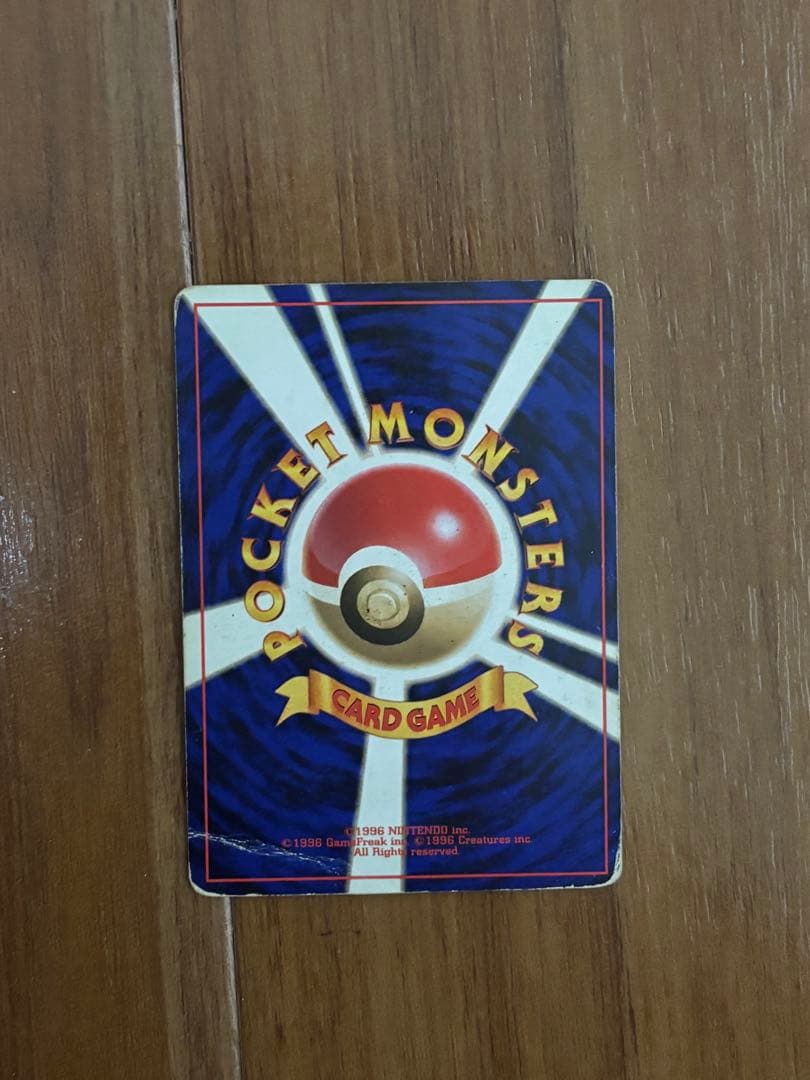 POCKET MONSTERS
CARD GAME
©1996 NINTENDO inc.
©1996 GameFreak inc. ©1996 Creatures inc.
All Rights reserved.